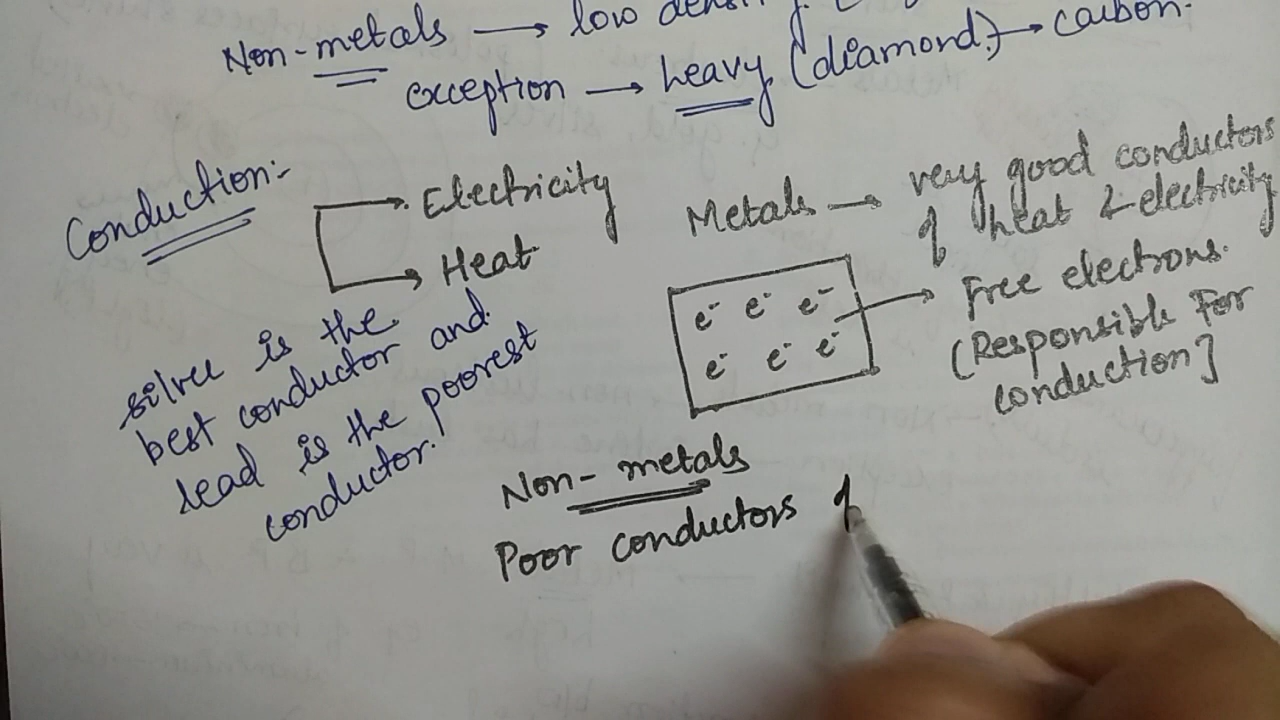 Non-metals → low density
exception → heavy (diamond) → carbon.
Conduction:-
→ Electricity
→ Heat
silver is the
best conductor and
lead is the poorest
conductor.
Metals → very good conductors
of heat & electricity
e⁻ e⁻ e⁻
e⁻ e⁻ e⁻
→ Free electrons.
(Responsible For
conduction]
Non-metals
Poor conductors of